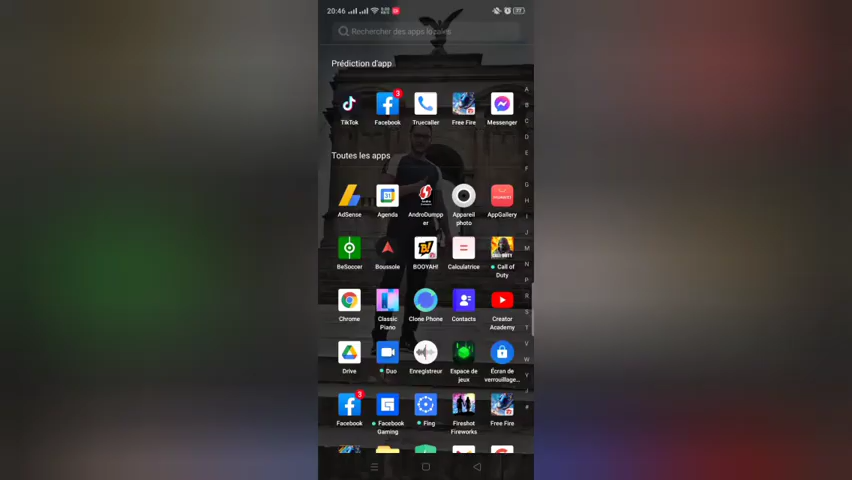 20:46
Rechercher des apps locales
Prédiction d'app
3
TikTok Facebook Truecaller Free Fire Messenger
Toutes les apps
AdSense Agenda AndroDumpp er Appareil photo AppGallery
BeSoccer Boussole BOOYAH! Calculatrice Call of Duty
Chrome Classic Piano Clone Phone Contacts Creator Academy
Drive Duo Enregistreur Espace de jeux Écran de verrouillage...
3
Facebook Facebook Gaming Fing Fireshot Fireworks Free Fire
A
B
C
D
E
F
G
H
I
J
M
N
P
R
S
T
V
W
Y
#